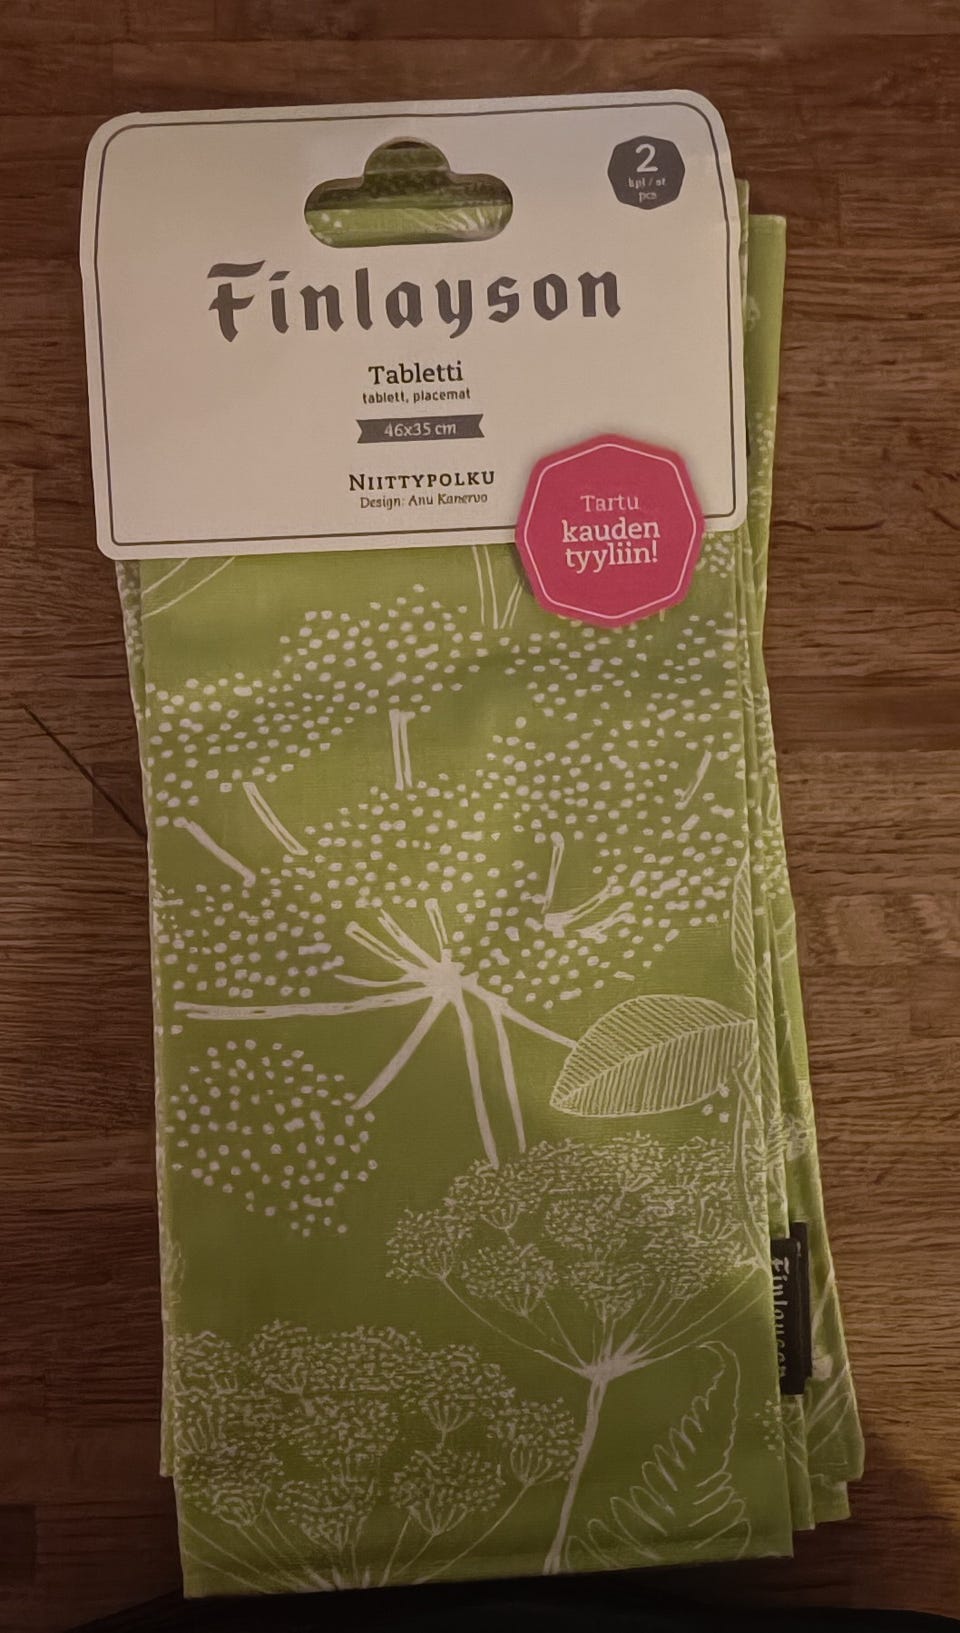 2
kpl / st
pcs
Finlayson
Tabletti
tablett, placemat
46x35 cm
NIITTYPOLKU
Design: Anu Kanervo
Tartu
kauden
tyyliin!
Finlayson